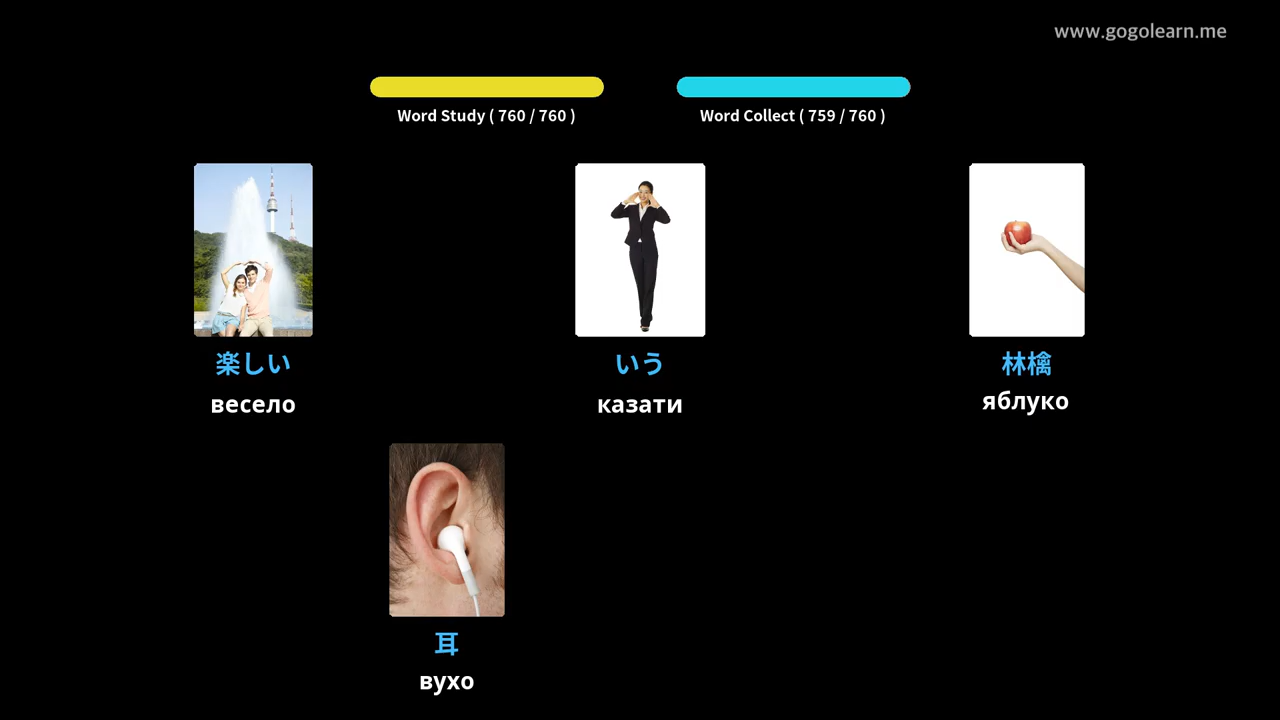 www.gogolearn.me
Word Study ( 760 / 760 )
Word Collect ( 759 / 760 )
楽しい
весело
いう
казати
林檎
яблуко
耳
вухо